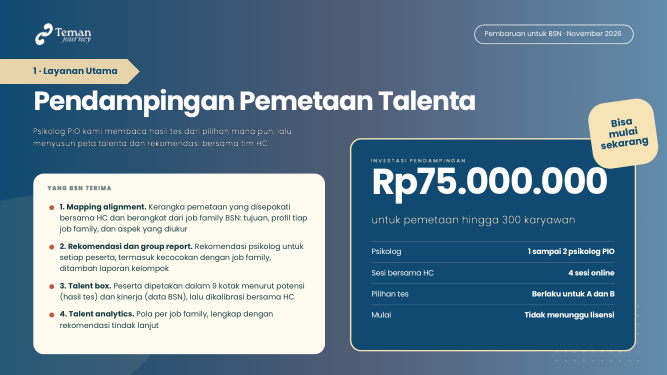 Teman
journey
Pembaruan untuk BSN · November 2026
1 · Layanan Utama
Pendampingan Pemetaan Talenta
Psikolog PIO kami membaca hasil tes dari pilihan mana pun, lalu
menyusun peta talenta dan rekomendasi bersama tim HC.
Bisa
mulai
sekarang
YANG BSN TERIMA
1. Mapping alignment. Kerangka pemetaan yang disepakati
bersama HC dan berangkat dari job family BSN: tujuan, profil tiap
job family, dan aspek yang diukur
2. Rekomendasi dan group report. Rekomendasi psikolog untuk
setiap peserta, termasuk kecocokan dengan job family,
ditambah laporan kelompok
3. Talent box. Peserta dipetakan dalam 9 kotak menurut potensi
(hasil tes) dan kinerja (data BSN), lalu dikalibrasi bersama HC
4. Talent analytics. Pola per job family, lengkap dengan
rekomendasi tindak lanjut
INVESTASI PENDAMPINGAN
Rp75.000.000
untuk pemetaan hingga 300 karyawan
Psikolog 1 sampai 2 psikolog PIO
Sesi bersama HC 4 sesi online
Pilihan tes Berlaku untuk A dan B
Mulai Tidak menunggu lisensi